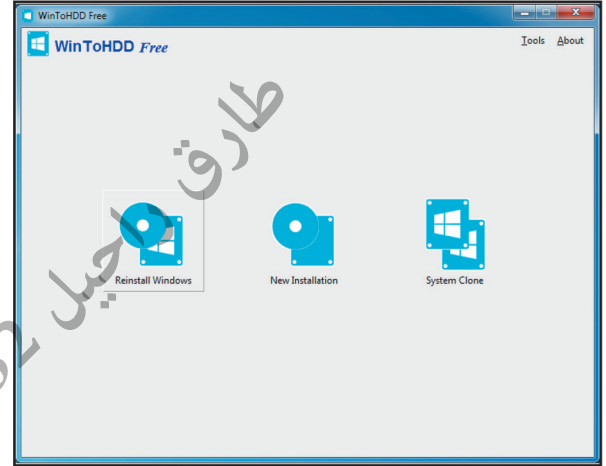 WinToHDD Free
WinToHDD Free
Tools About
طارق
Reinstall Windows
New Installation
System Clone